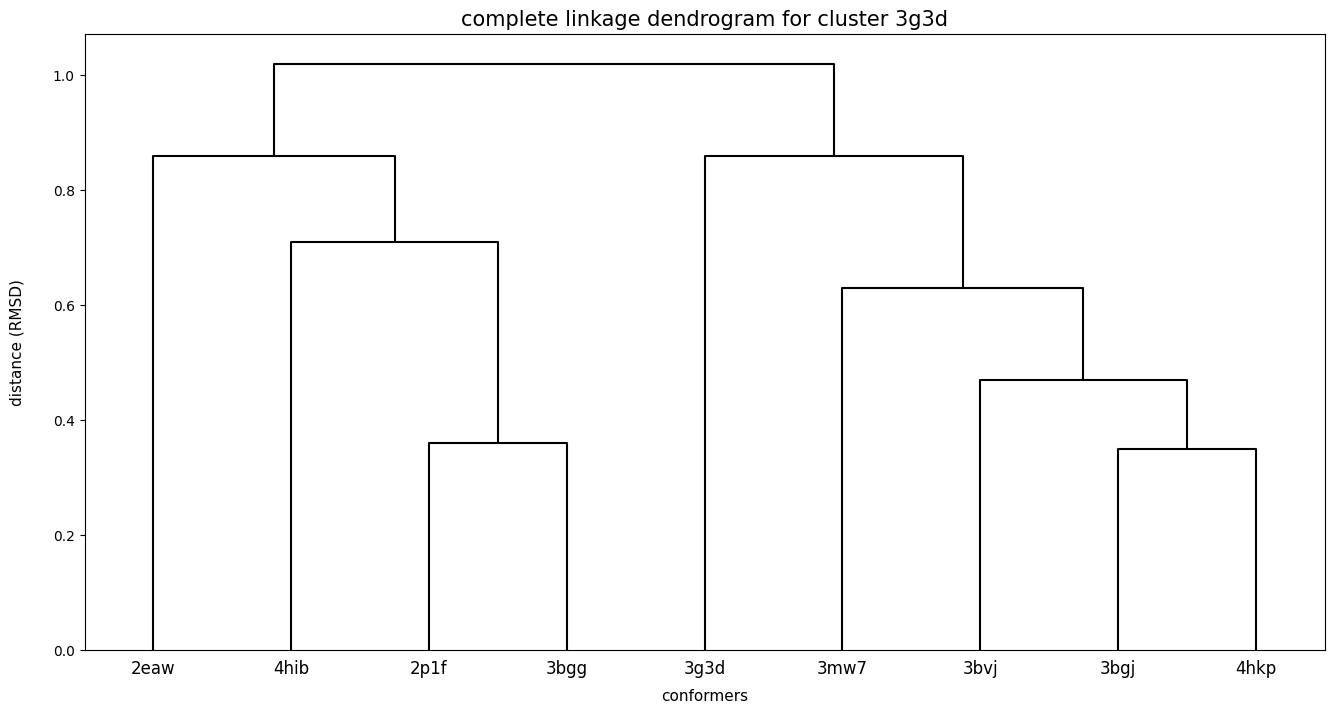 complete linkage dendrogram for cluster 3g3d
1.0
0.8
0.6
0.4
0.2
0.0
distance (RMSD)
2eaw 4hib 2p1f 3bgg 3g3d 3mw7 3bvj 3bgj 4hkp
conformers